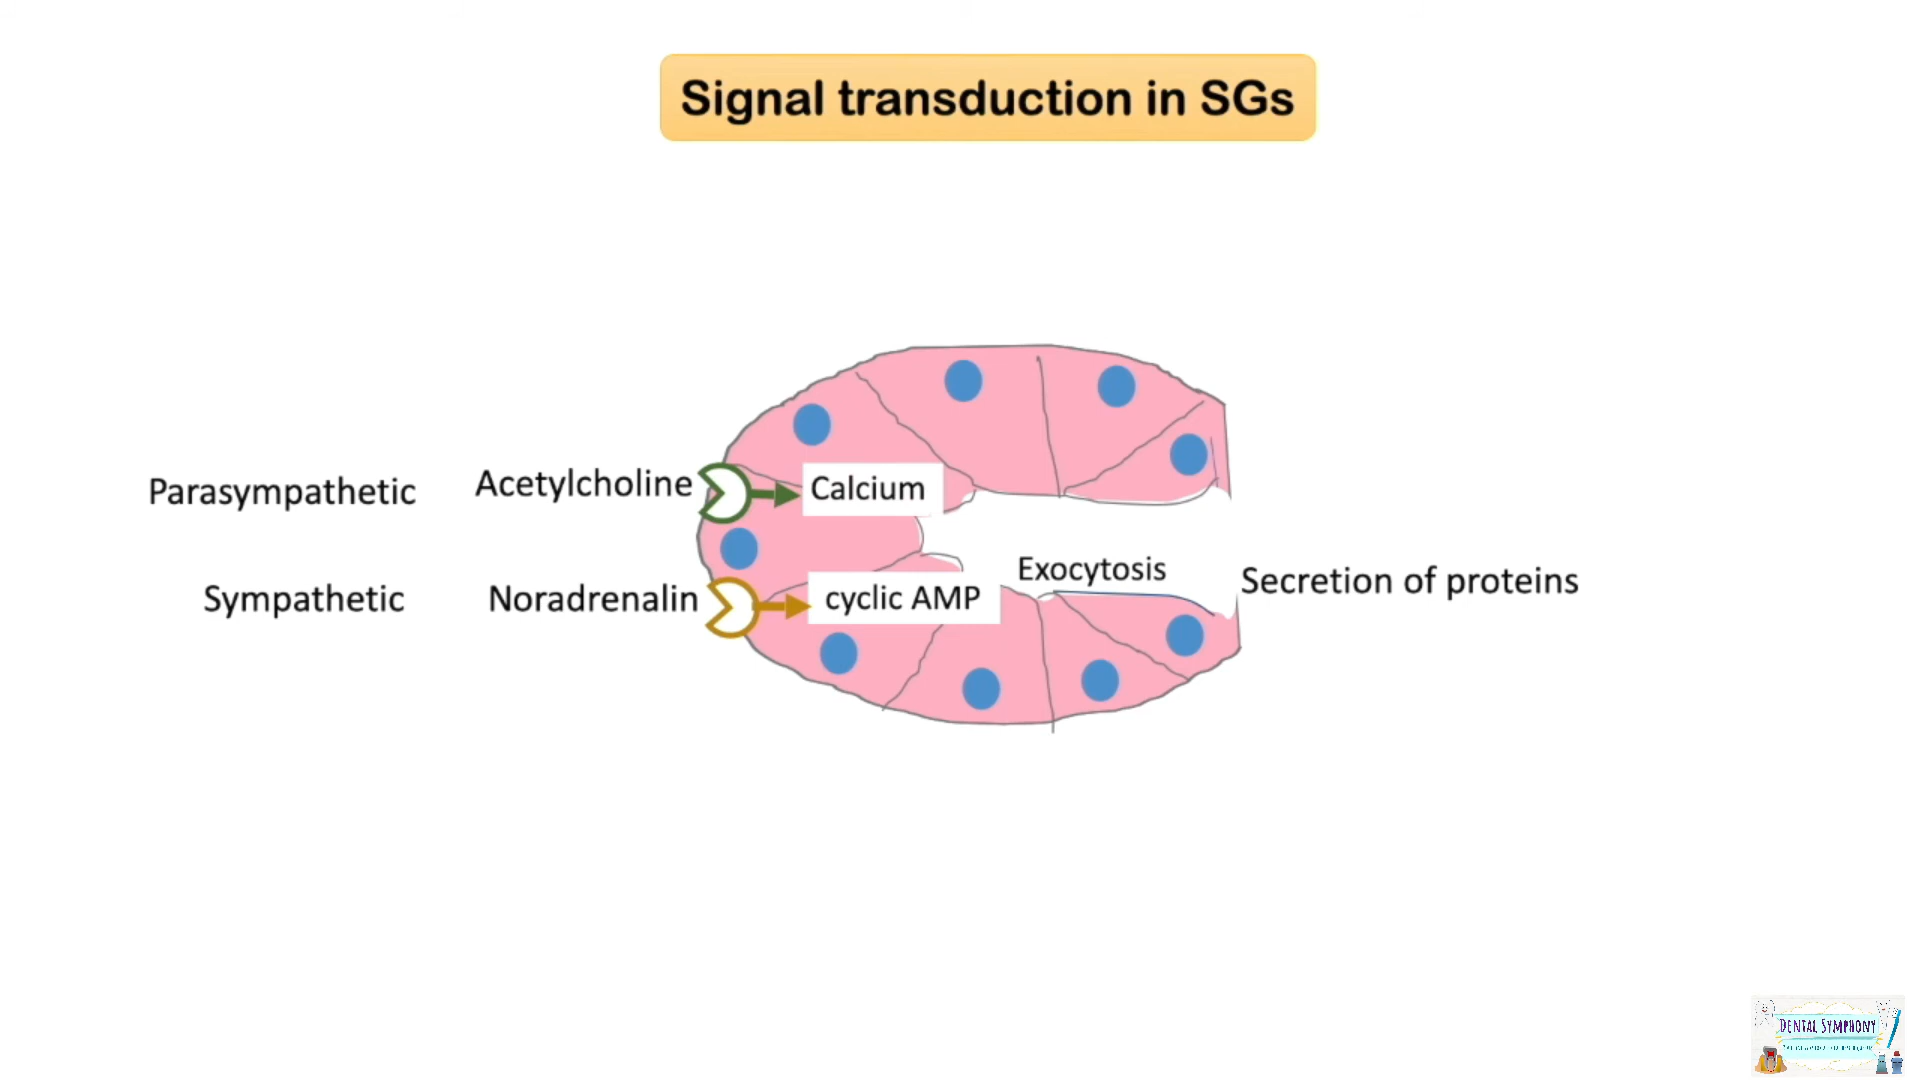 Signal transduction in SGs
Parasympathetic Acetylcholine Calcium
Exocytosis
Secretion of proteins
Sympathetic Noradrenalin cyclic AMP
DENTAL SYMPHONY